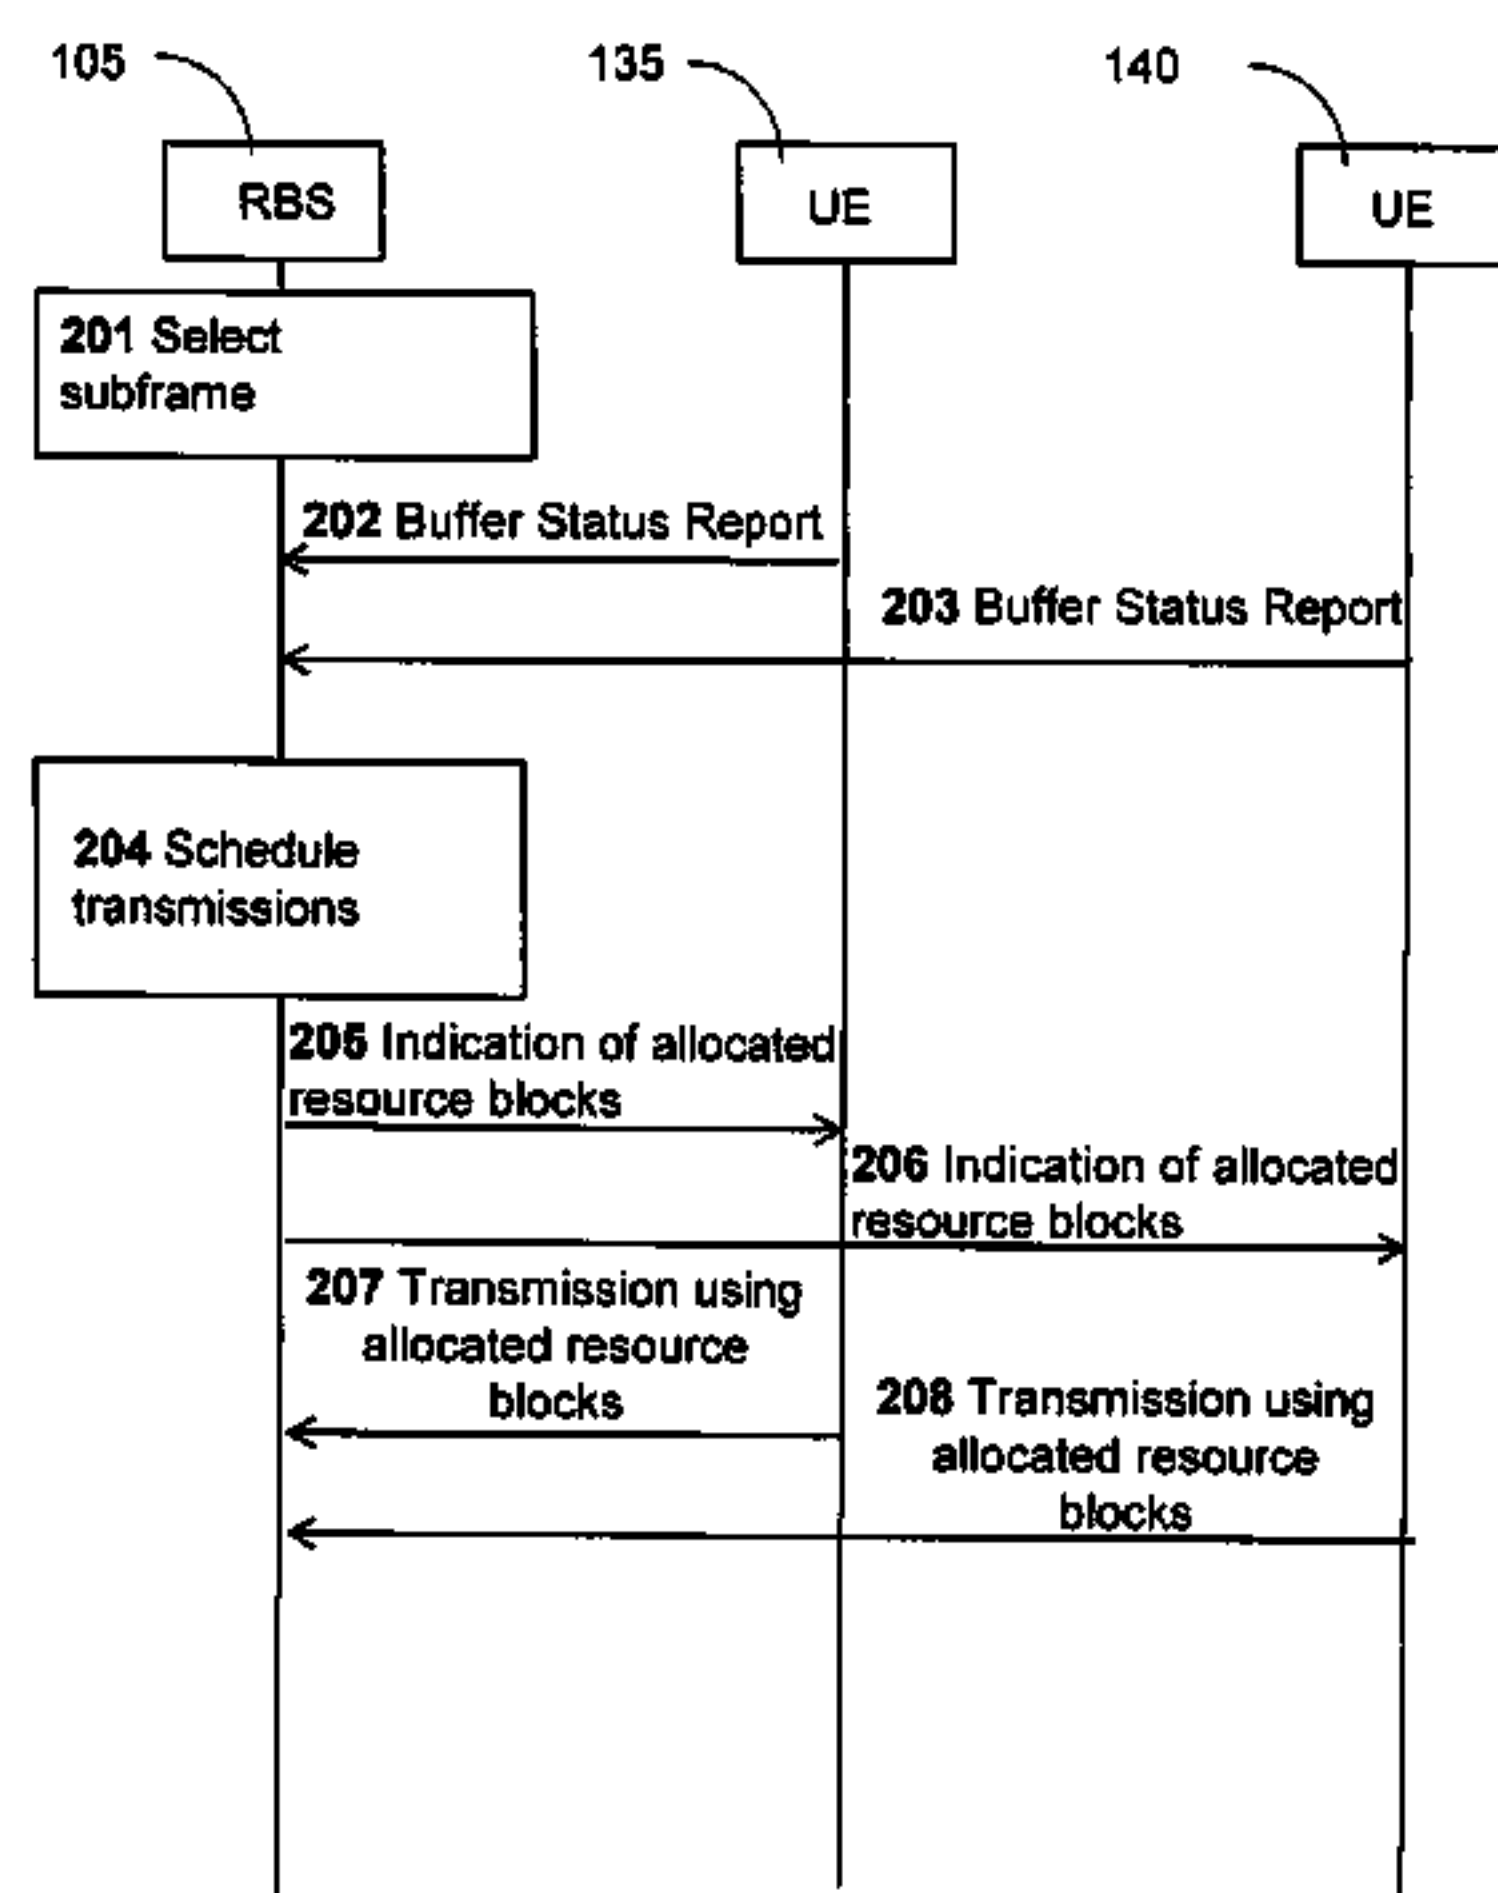 105
135
140
RBS
UE
UE
201 Select
subframe
202 Buffer Status Report
203 Buffer Status Report
204 Schedule
transmissions
205 Indication of allocated
resource blocks
206 Indication of allocated
resource blocks
207 Transmission using
allocated resource
blocks
208 Transmission using
allocated resource
blocks